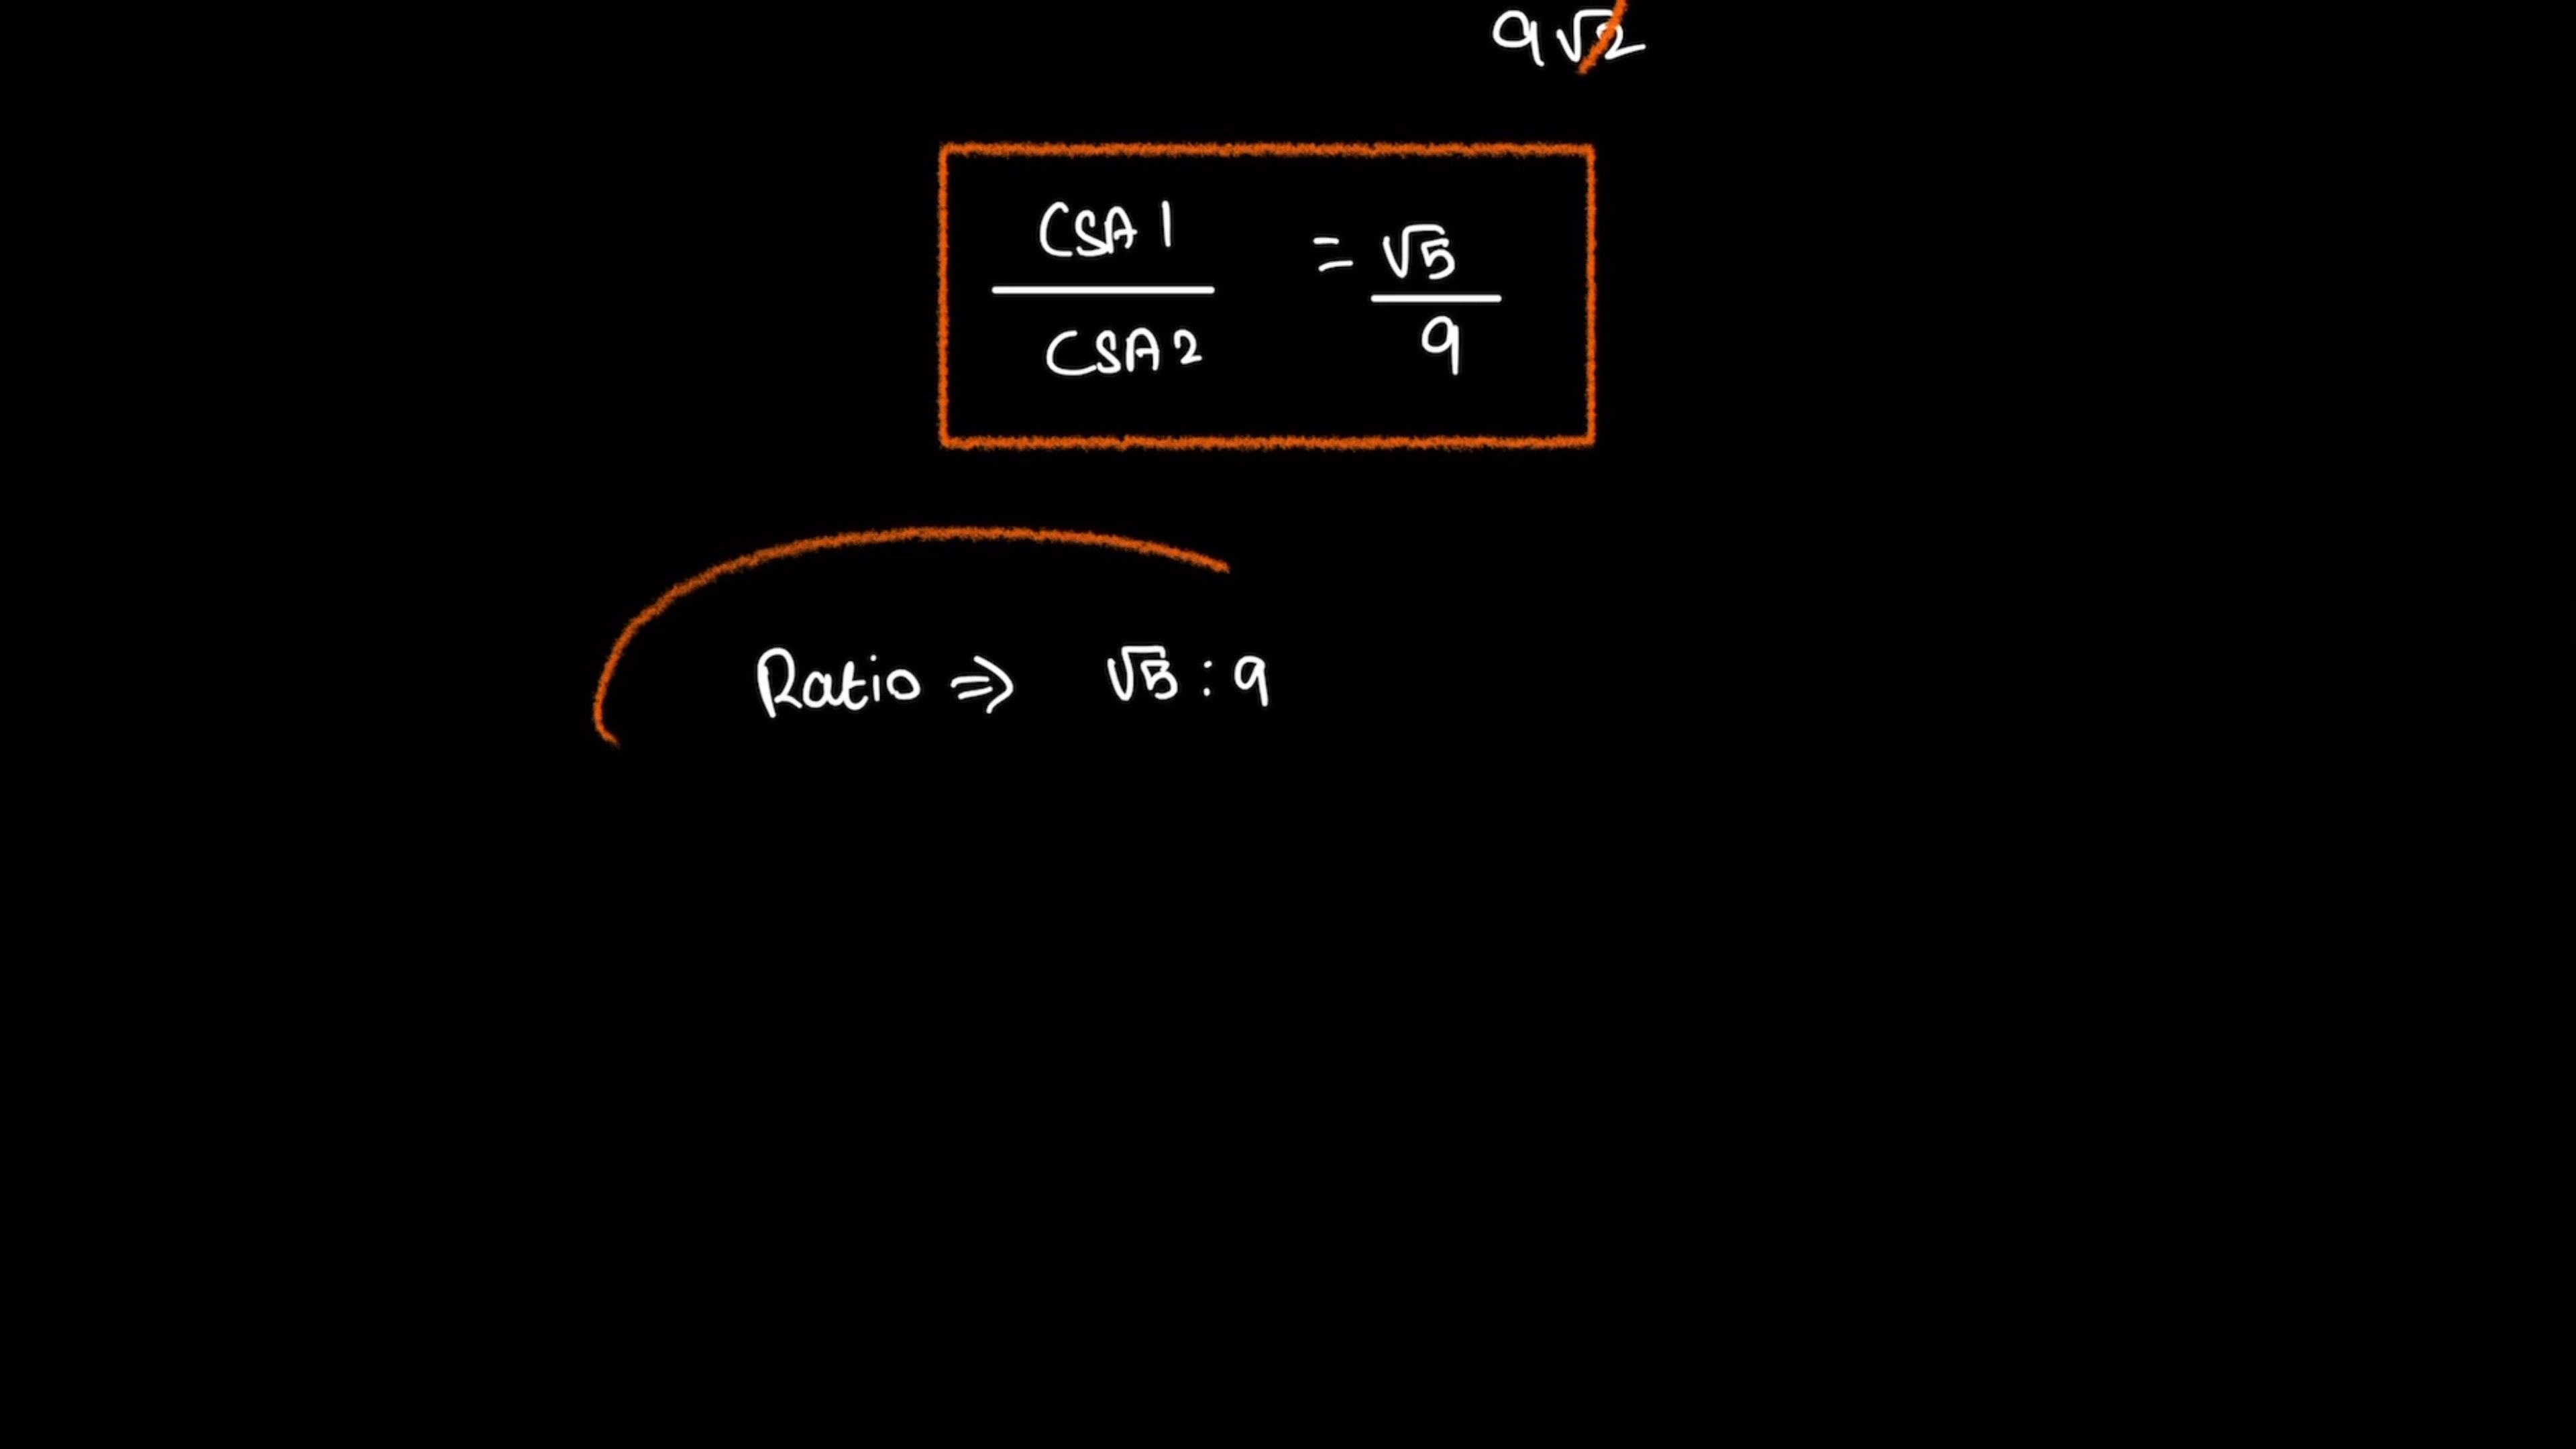 9√2
CSA 1
= √5
CSA 2
9
Ratio ⇒ √5 : 9